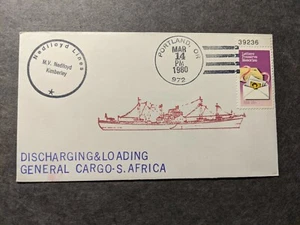 Nedlloyd Lines
M.V. Nedlloyd
Kimberley
PORTLAND, OR
MAR
14
PM
1980
972
39236
DISCHARGING&LOADING
GENERAL CARGO-S. AFRICA